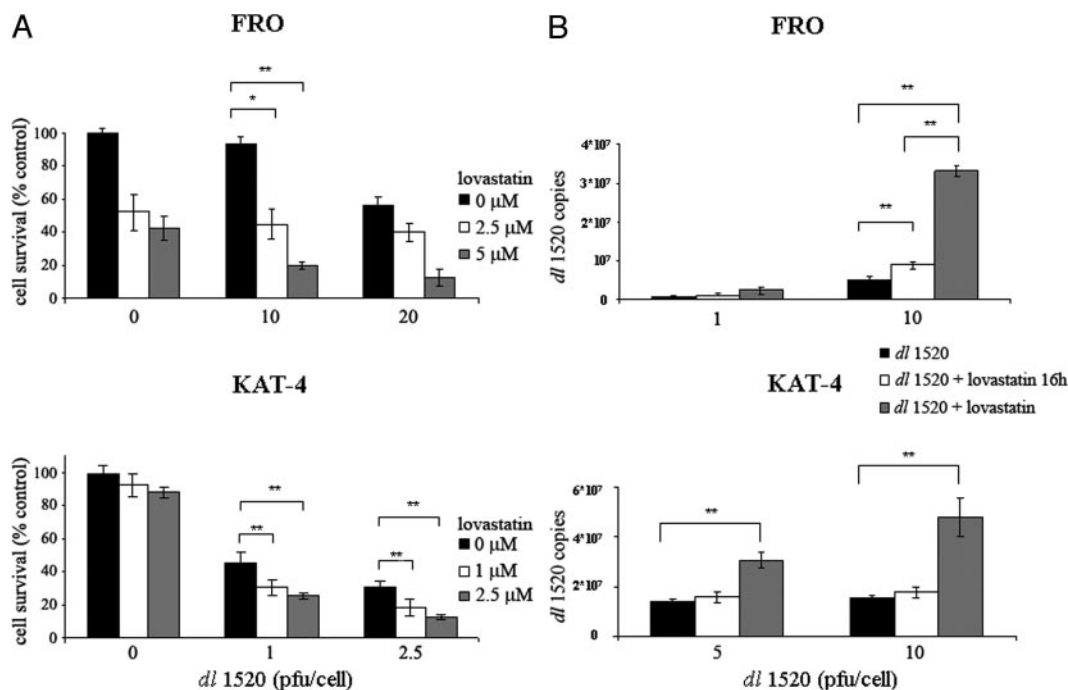 A
FRO
**
*
100
80
60
40
20
0
cell survival (% control)
lovastatin
0 µM
2.5 µM
5 µM
0 10 20
KAT-4
100
80
60
40
20
0
cell survival (% control)
**
**
**
**
lovastatin
0 µM
1 µM
2.5 µM
0 1 2.5
dl 1520 (pfu/cell)
B
FRO
**
**
**
4*10⁷
3*10⁷
2*10⁷
10⁷
0
dl 1520 copies
1 10
dl 1520
dl 1520 + lovastatin 16h
dl 1520 + lovastatin
KAT-4
**
**
6*10⁷
4*10⁷
2*10⁷
0
dl 1520 copies
5 10
dl 1520 (pfu/cell)